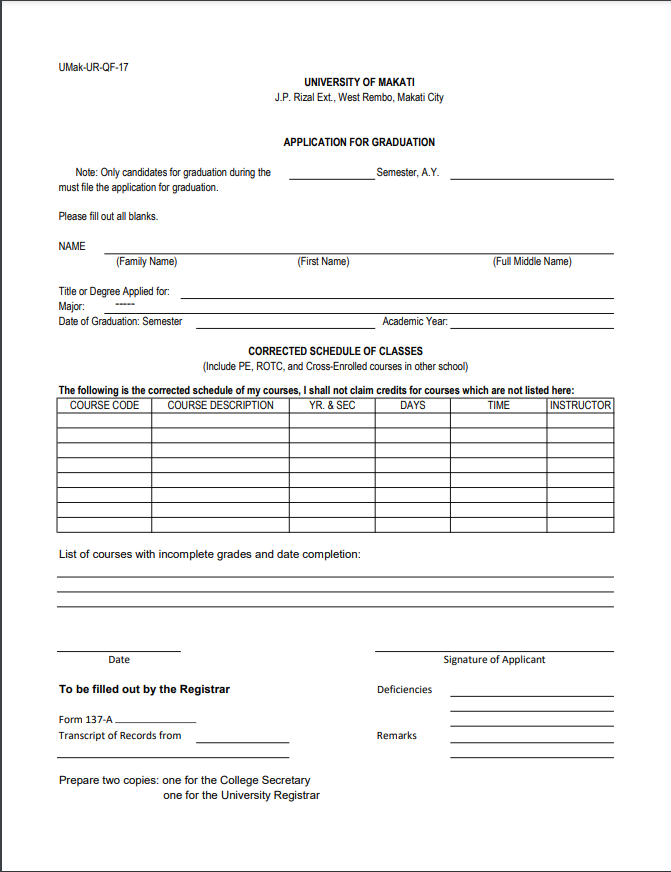 UMak-UR-QF-17
UNIVERSITY OF MAKATI
J.P. Rizal Ext., West Rembo, Makati City
APPLICATION FOR GRADUATION
Note: Only candidates for graduation during the ____________ Semester, A.Y. ____________
must file the application for graduation.
Please fill out all blanks.
NAME ____________
(Family Name) (First Name) (Full Middle Name)
Title or Degree Applied for: ____________
Major: -----
Date of Graduation: Semester ____________ Academic Year: ____________
CORRECTED SCHEDULE OF CLASSES
(Include PE, ROTC, and Cross-Enrolled courses in other school)
The following is the corrected schedule of my courses, I shall not claim credits for courses which are not listed here:
COURSE CODE COURSE DESCRIPTION YR. & SEC DAYS TIME INSTRUCTOR
List of courses with incomplete grades and date completion:
Date Signature of Applicant
To be filled out by the Registrar Deficiencies ____________
Form 137-A ____________
Transcript of Records from ____________ Remarks ____________
Prepare two copies: one for the College Secretary
one for the University Registrar